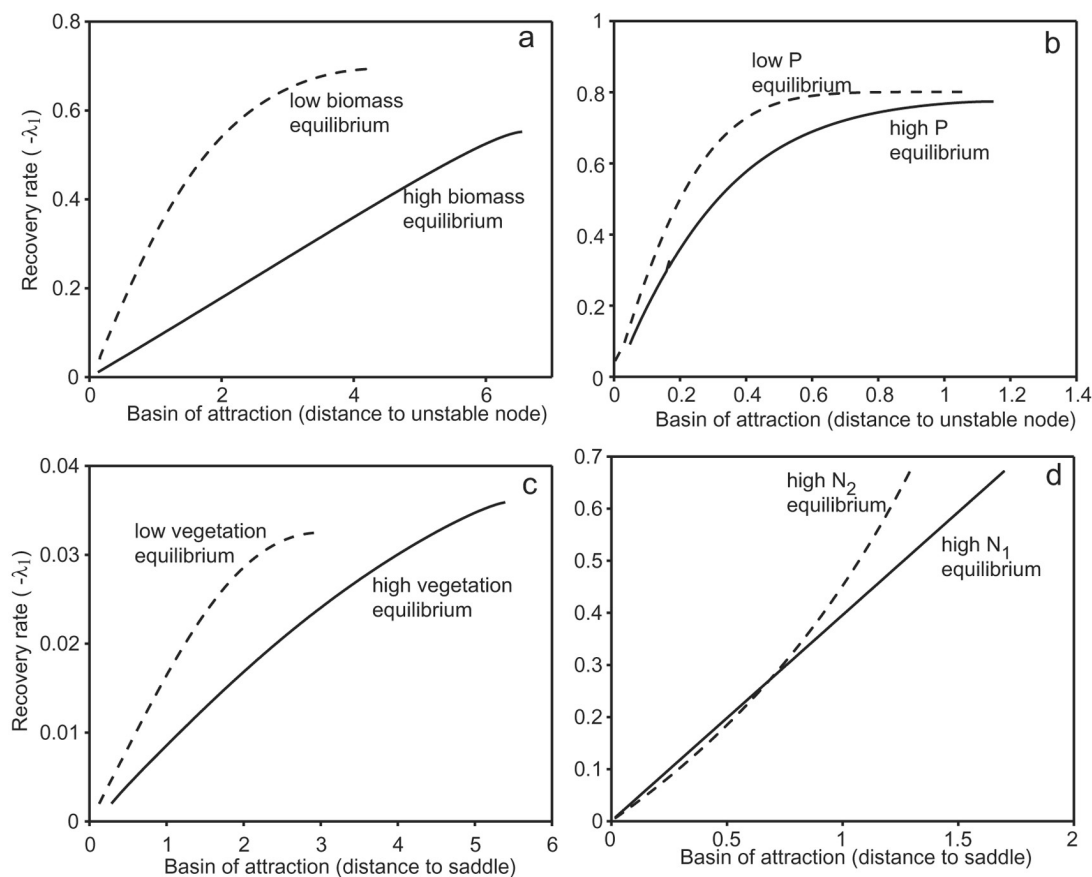 a
0.8
0.6
0.4
0.2
0
Recovery rate ( -λ1)
low biomass
equilibrium
high biomass
equilibrium
0 2 4 6
Basin of attraction (distance to unstable node)
b
1
0.8
0.6
0.4
0.2
0
low P
equilibrium
high P
equilibrium
0 0.2 0.4 0.6 0.8 1 1.2 1.4
Basin of attraction (distance to unstable node)
c
0.04
0.03
0.02
0.01
0
Recovery rate ( -λ1)
low vegetation
equilibrium
high vegetation
equilibrium
0 1 2 3 4 5 6
Basin of attraction (distance to saddle)
d
0.7
0.6
0.5
0.4
0.3
0.2
0.1
0
high N2
equilibrium
high N1
equilibrium
0 0.5 1 1.5 2
Basin of attraction (distance to saddle)